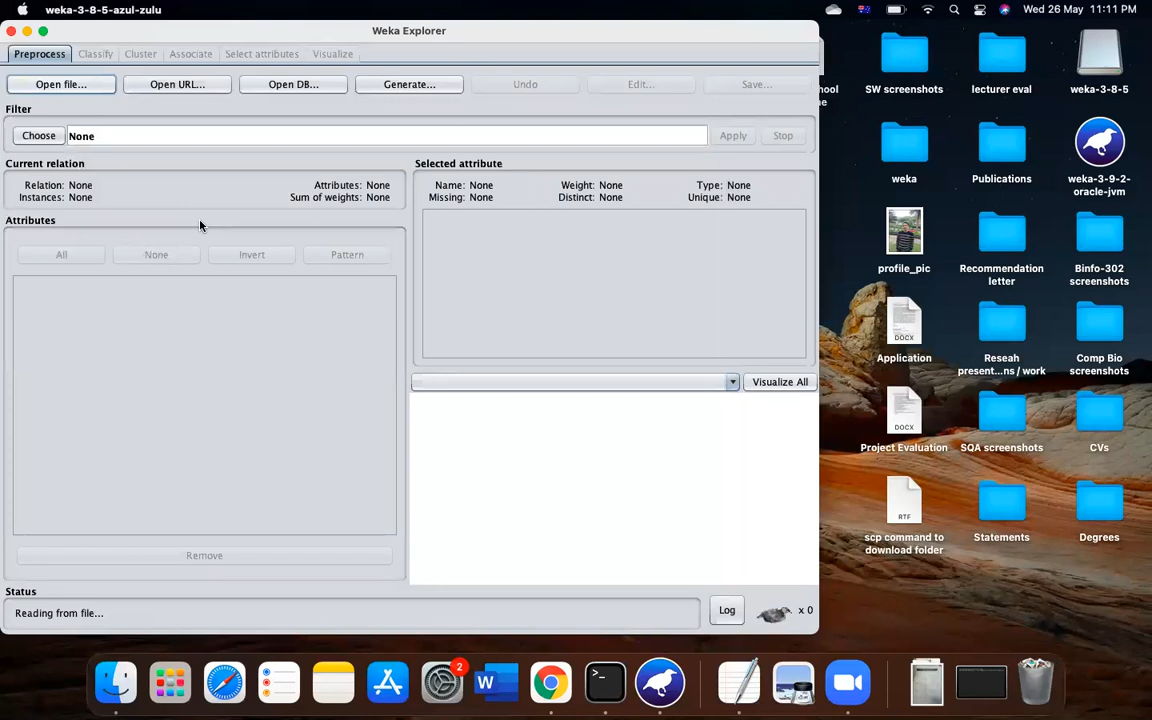 weka-3-8-5-azul-zulu
Wed 26 May 11:11 PM
Weka Explorer
Preprocess
Classify
Cluster
Associate
Select attributes
Visualize
Open file...
Open URL...
Open DB...
Generate...
Undo
Edit...
Save...
Filter
Choose
None
Apply
Stop
Current relation
Relation: None
Attributes: None
Instances: None
Sum of weights: None
Selected attribute
Name: None
Weight: None
Type: None
Missing: None
Distinct: None
Unique: None
Attributes
All
None
Invert
Pattern
Remove
Visualize All
Status
Reading from file...
Log
x 0
hool
ne
SW screenshots
lecturer eval
weka-3-8-5
weka
Publications
weka-3-9-2-
oracle-jvm
profile_pic
Recommendation
letter
Binfo-302
screenshots
DOCX
Application
Reseah
present...ns / work
Comp Bio
screenshots
DOCX
Project Evaluation
SQA screenshots
CVs
RTF
scp command to
download folder
Statements
Degrees
2
W
>_